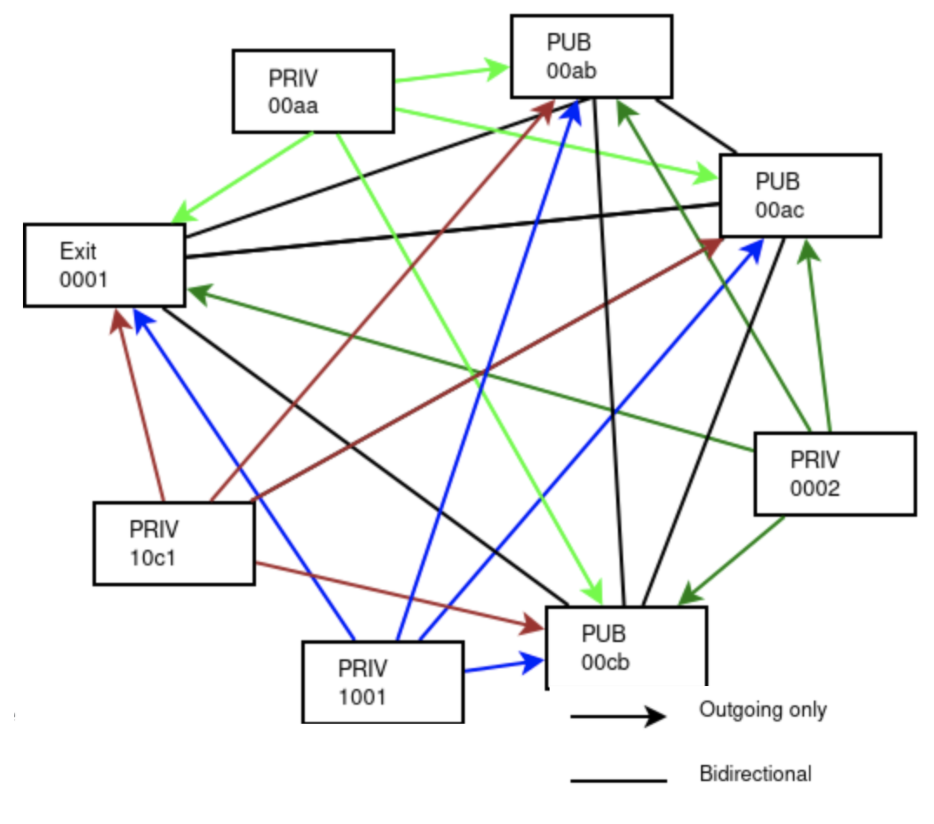 PUB
00ab
PRIV
00aa
PUB
00ac
Exit
0001
PRIV
0002
PRIV
10c1
PUB
00cb
PRIV
1001
Outgoing only
Bidirectional